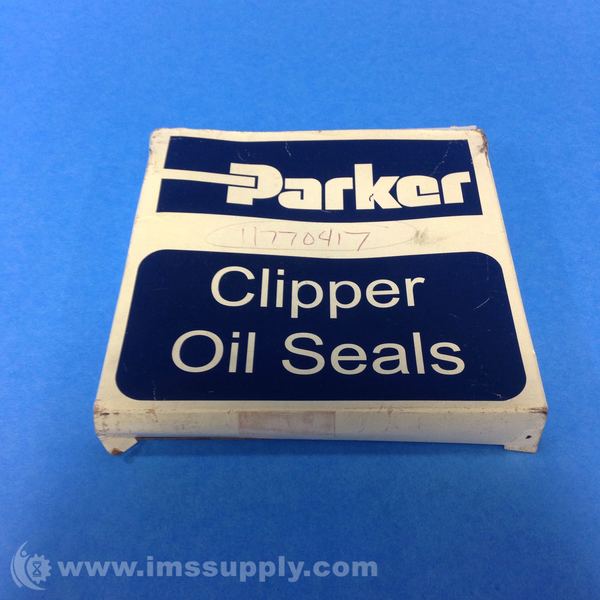 Parker
11770417
Clipper
Oil Seals
www.imssupply.com